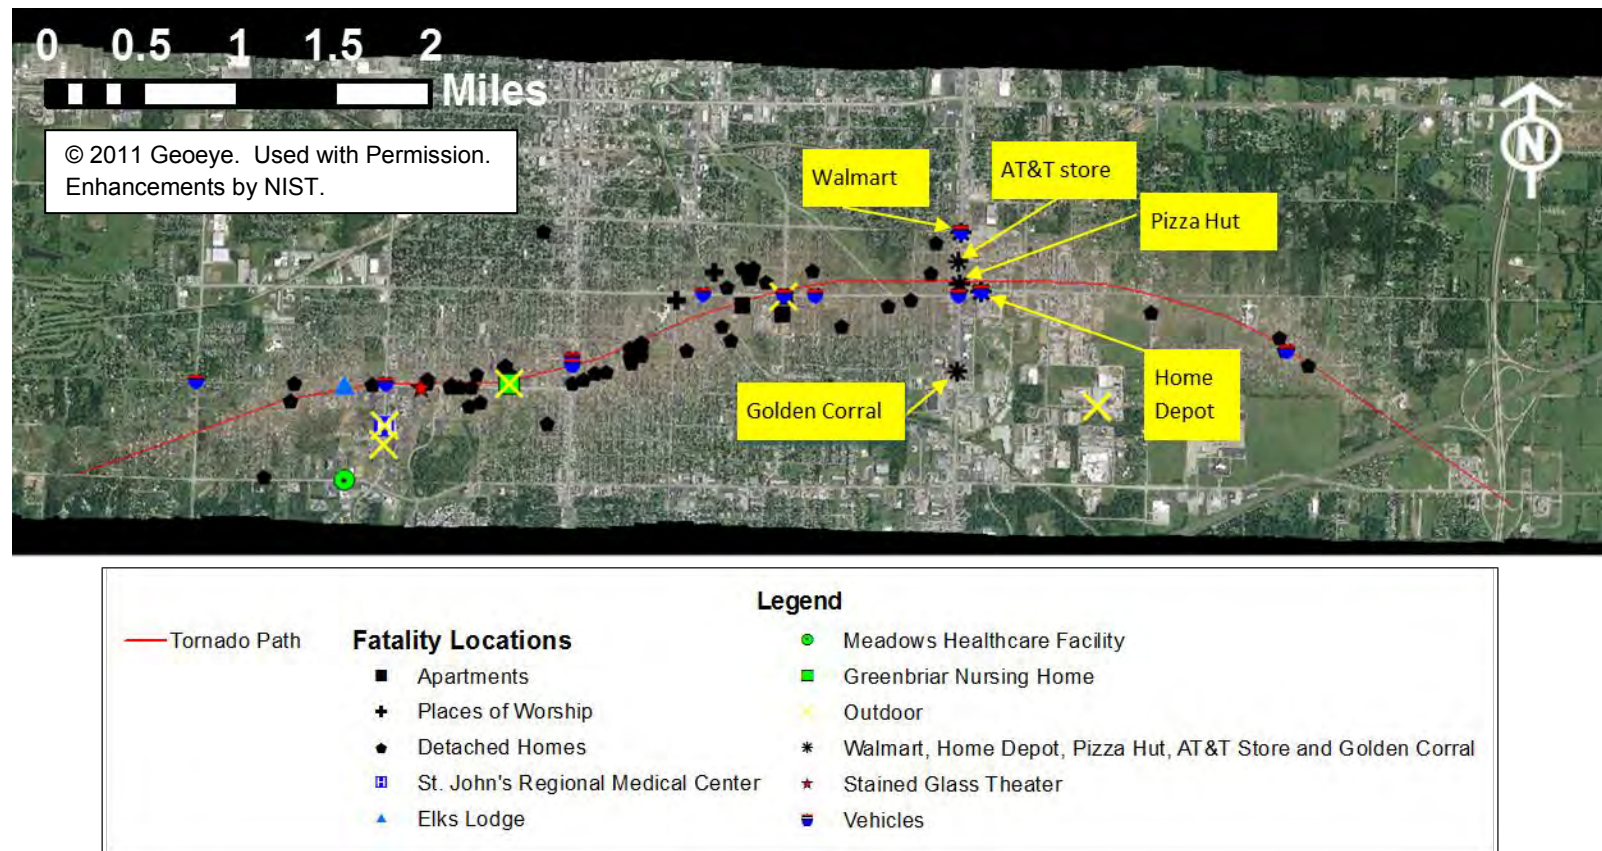 0 0.5 1 1.5 2
Miles
© 2011 Geoeye. Used with Permission.
Enhancements by NIST.
Walmart
AT&T store
Pizza Hut
N
Golden Corral
Home
Depot
Legend
Tornado Path
Fatality Locations
Apartments
Places of Worship
Detached Homes
St. John's Regional Medical Center
Elks Lodge
Meadows Healthcare Facility
Greenbriar Nursing Home
Outdoor
Walmart, Home Depot, Pizza Hut, AT&T Store and Golden Corral
Stained Glass Theater
Vehicles